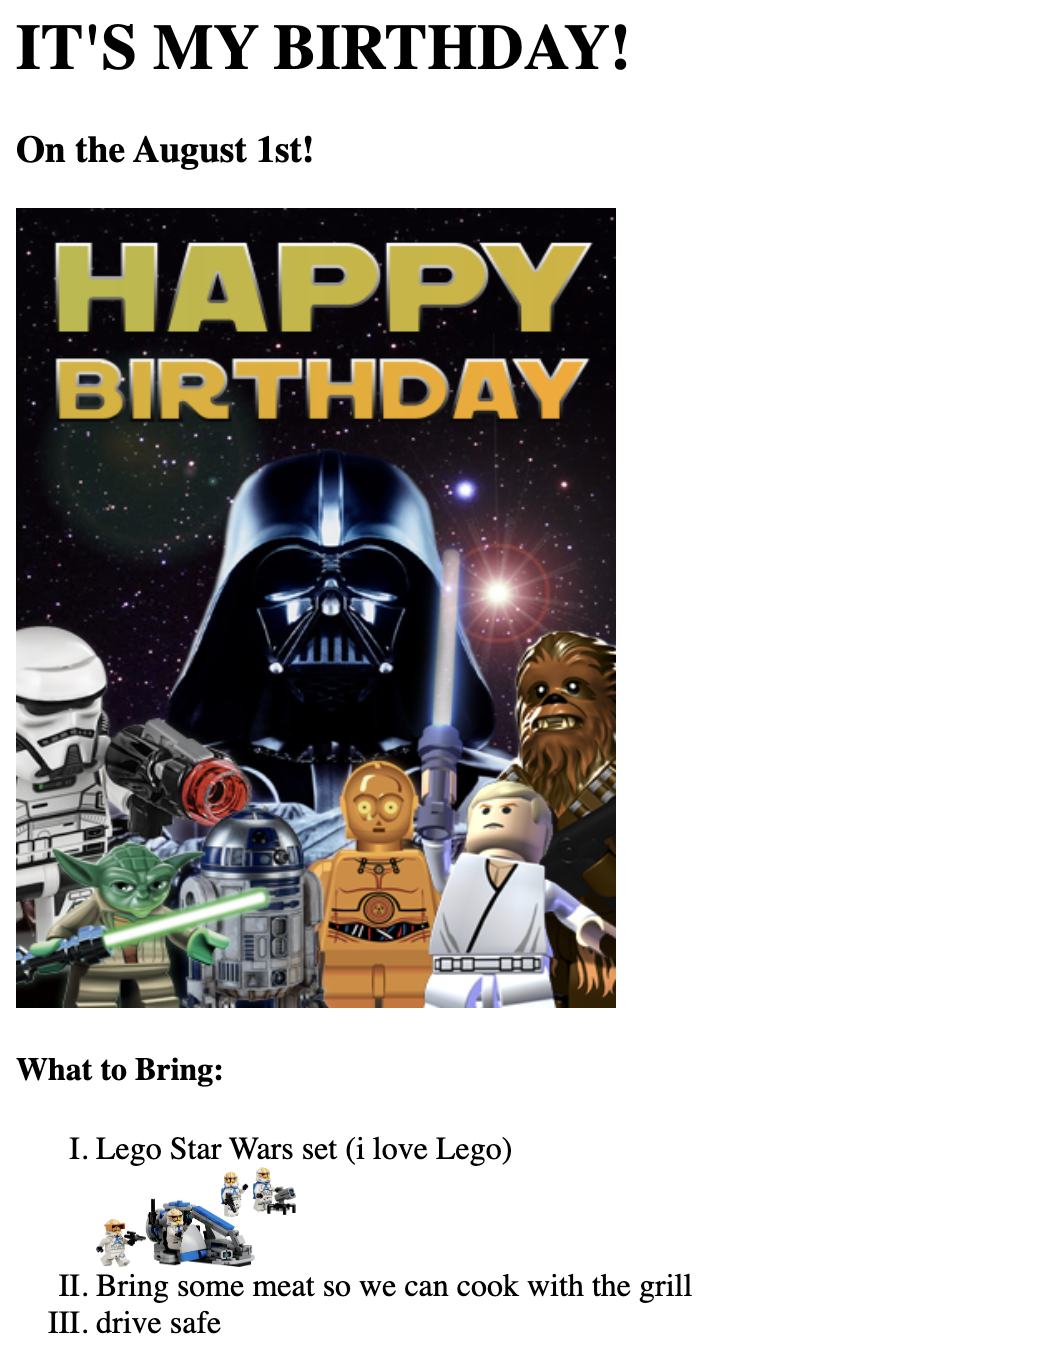 IT'S MY BIRTHDAY!
On the August 1st!
HAPPY
BIRTHDAY
What to Bring:
I. Lego Star Wars set (i love Lego)
II. Bring some meat so we can cook with the grill
III. drive safe